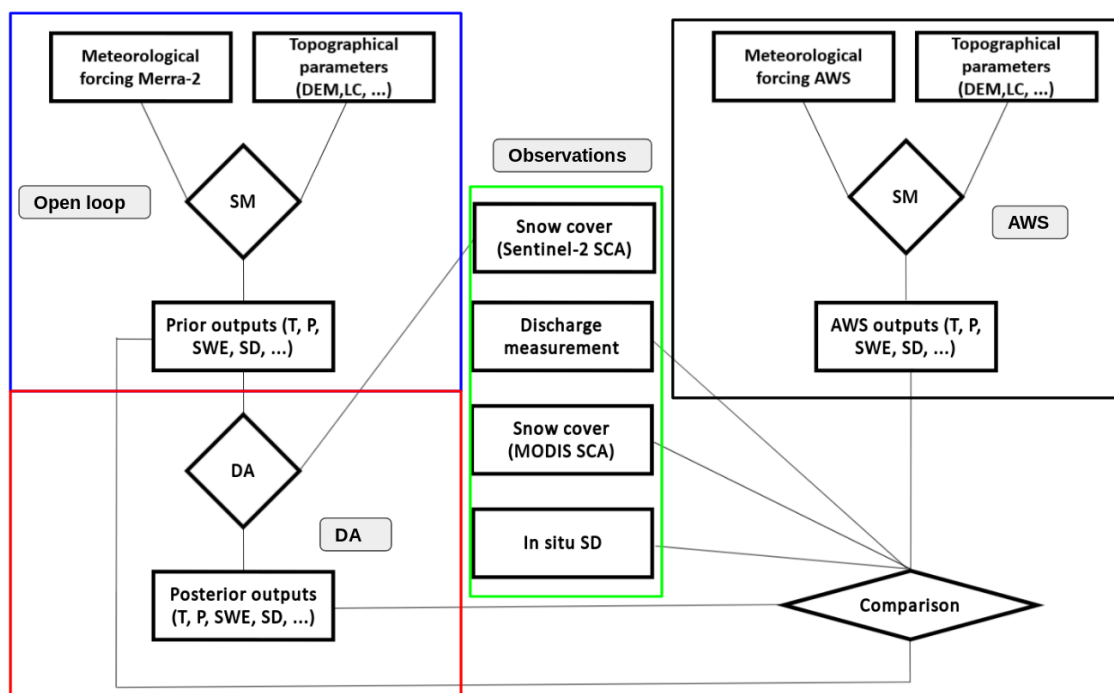 Meteorological
forcing Merra-2
Topographical
parameters
(DEM,LC, ...)
SM
Open loop
Prior outputs (T, P,
SWE, SD, ...)
DA
DA
Posterior outputs
(T, P, SWE, SD, ...)
Observations
Snow cover
(Sentinel-2 SCA)
Discharge
measurement
Snow cover
(MODIS SCA)
In situ SD
Meteorological
forcing AWS
Topographical
parameters
(DEM,LC, ...)
SM
AWS
AWS outputs (T, P,
SWE, SD, ...)
Comparison